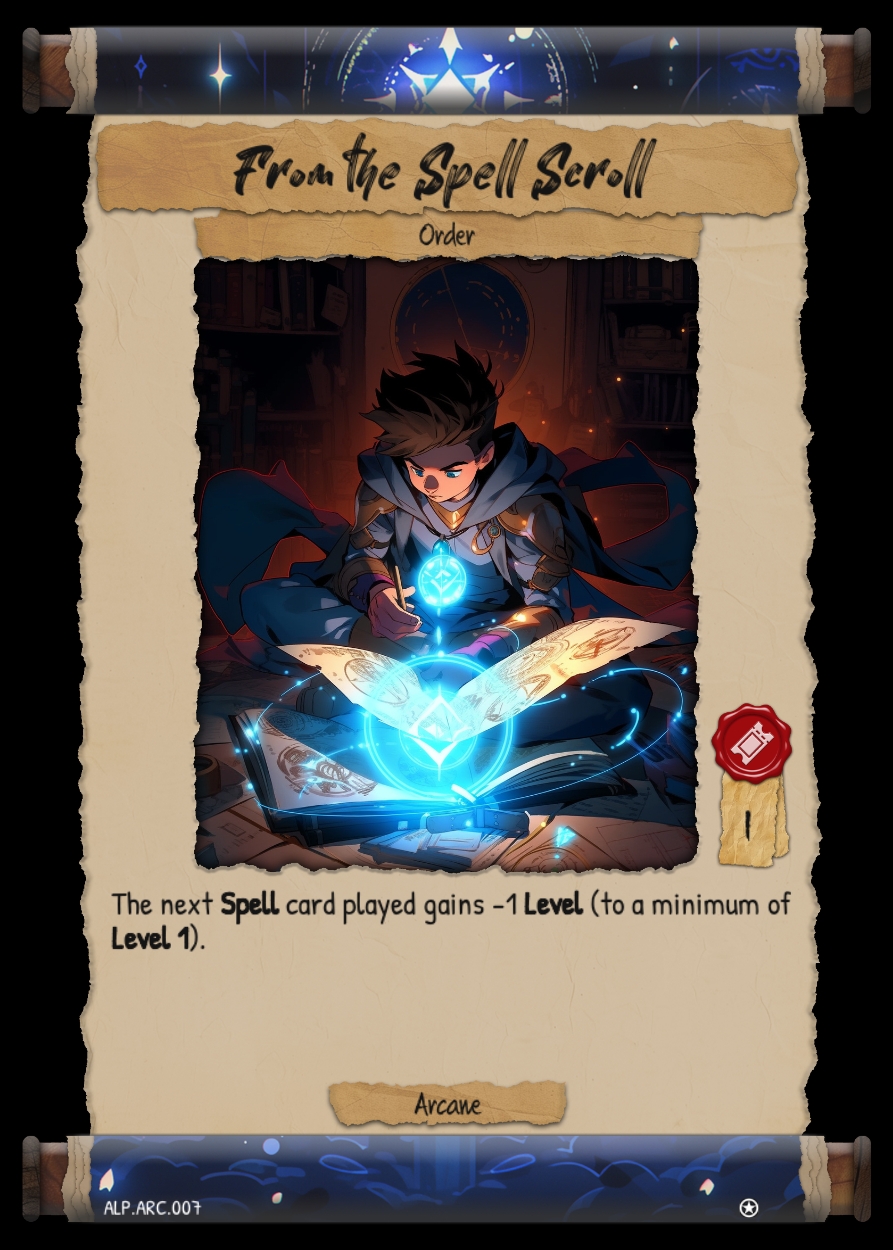 From the Spell Scroll
Order
1
The next Spell card played gains -1 Level (to a minimum of
Level 1).
Arcane
ALP.ARC.007